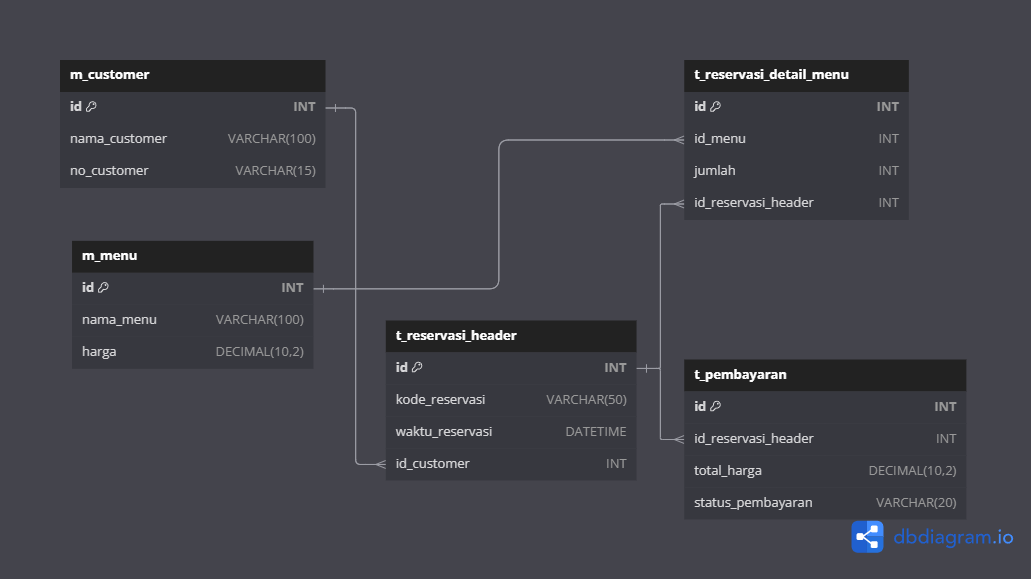 m_customer
id INT
nama_customer VARCHAR(100)
no_customer VARCHAR(15)
m_menu
id INT
nama_menu VARCHAR(100)
harga DECIMAL(10,2)
t_reservasi_header
id INT
kode_reservasi VARCHAR(50)
waktu_reservasi DATETIME
id_customer INT
t_reservasi_detail_menu
id INT
id_menu INT
jumlah INT
id_reservasi_header INT
t_pembayaran
id INT
id_reservasi_header INT
total_harga DECIMAL(10,2)
status_pembayaran VARCHAR(20)
dbdiagram.io